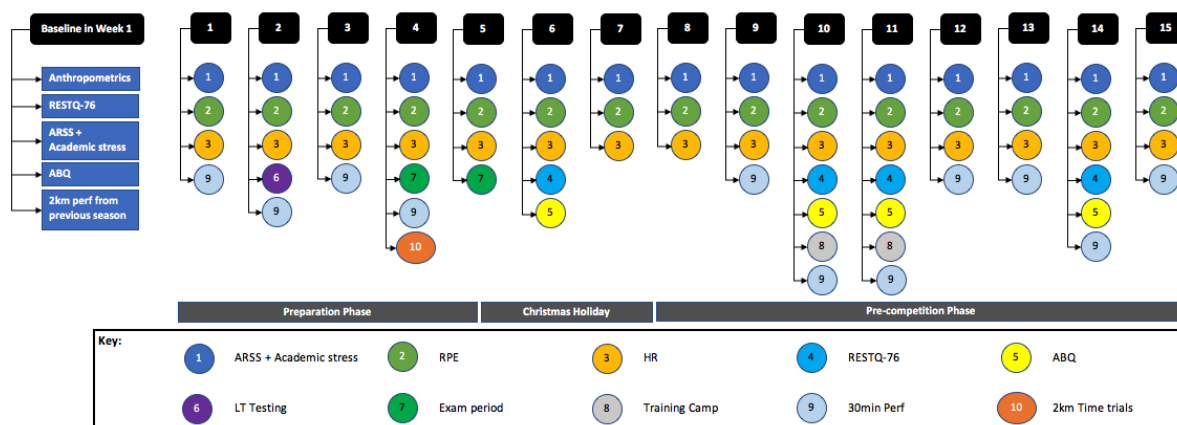 Baseline in Week 1
1 2 3 4 5 6 7 8 9 10 11 12 13 14 15
Anthropometrics
RESTQ-76
ARSS +
Academic stress
ABQ
2km perf from
previous season
1 1 1 1 1 1 1 1 1 1 1 1 1 1 1
2 2 2 2 2 2 2 2 2 2 2 2 2 2 2
3 3 3 3 3 3 3 3 3 3 3 3 3 3 3
9 6 9 7 7 4 9 4 4 9 9 4 9
9 9 5 5 5 5
10 8 8 9
9 9
Preparation Phase
Christmas Holiday
Pre-competition Phase
Key:
1 ARSS + Academic stress
2 RPE
3 HR
4 RESTQ-76
5 ABQ
6 LT Testing
7 Exam period
8 Training Camp
9 30min Perf
10 2km Time trials